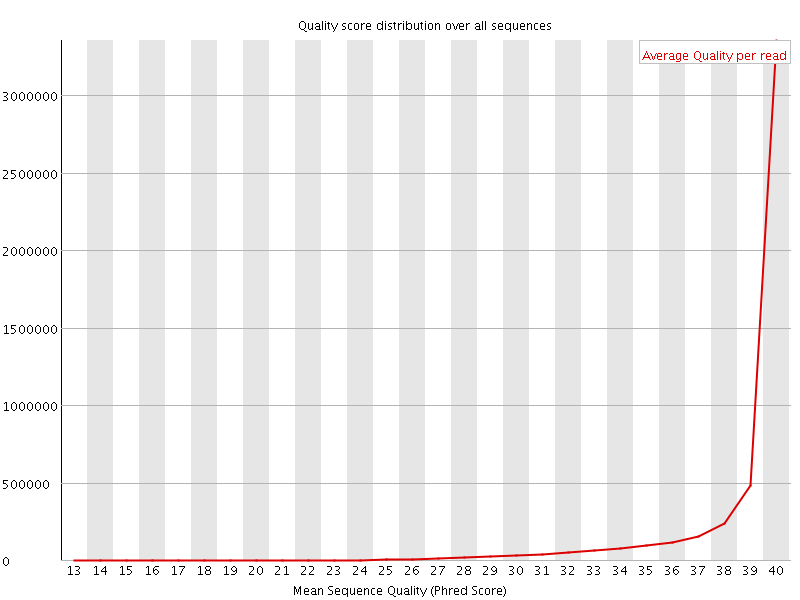 Quality score distribution over all sequences
Average Quality per read
3000000
2500000
2000000
1500000
1000000
500000
0
13 14 15 16 17 18 19 20 21 22 23 24 25 26 27 28 29 30 31 32 33 34 35 36 37 38 39 40
Mean Sequence Quality (Phred Score)